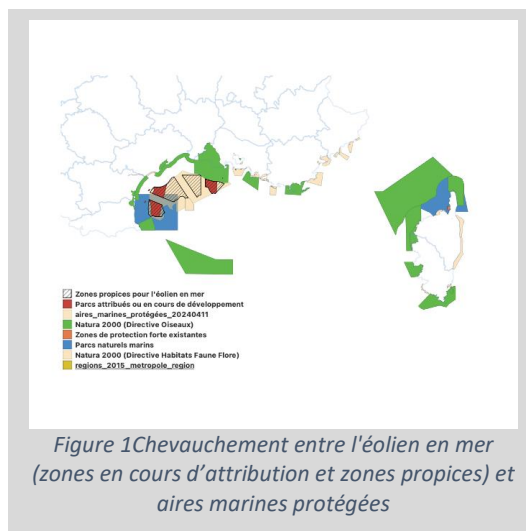 Zones propices pour l'éolien en mer
Parcs attribués ou en cours de développement
aires_marines_protégées_20240411
Natura 2000 (Directive Oiseaux)
Zones de protection forte existantes
Parcs naturels marins
Natura 2000 (Directive Habitats Faune Flore)
regions_2015_metropole_region
Figure 1Chevauchement entre l'éolien en mer
(zones en cours d'attribution et zones propices) et
aires marines protégées